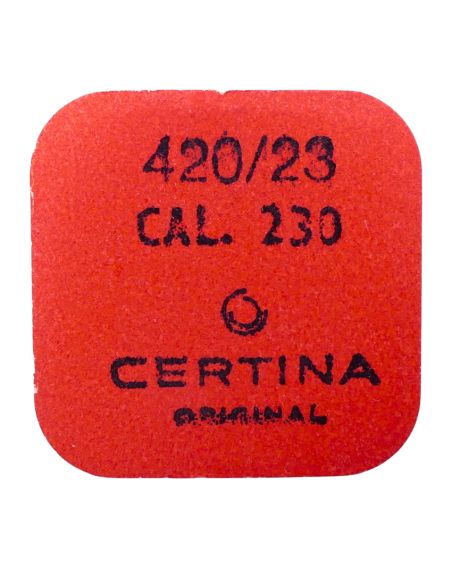 420/23
CAL. 230
CERTINA
ORIGINAL